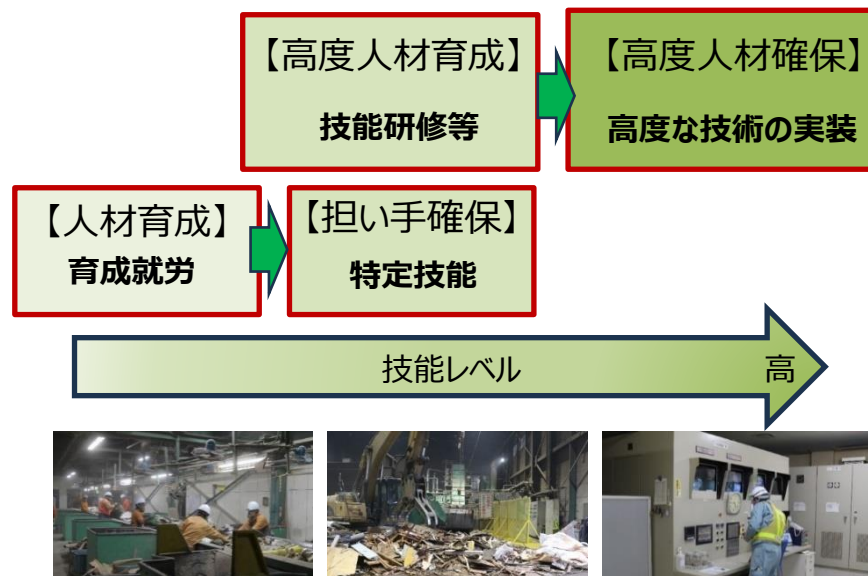 【高度人材育成】
技能研修等
【高度人材確保】
高度な技術の実装
【人材育成】
育成就労
【担い手確保】
特定技能
技能レベル
高